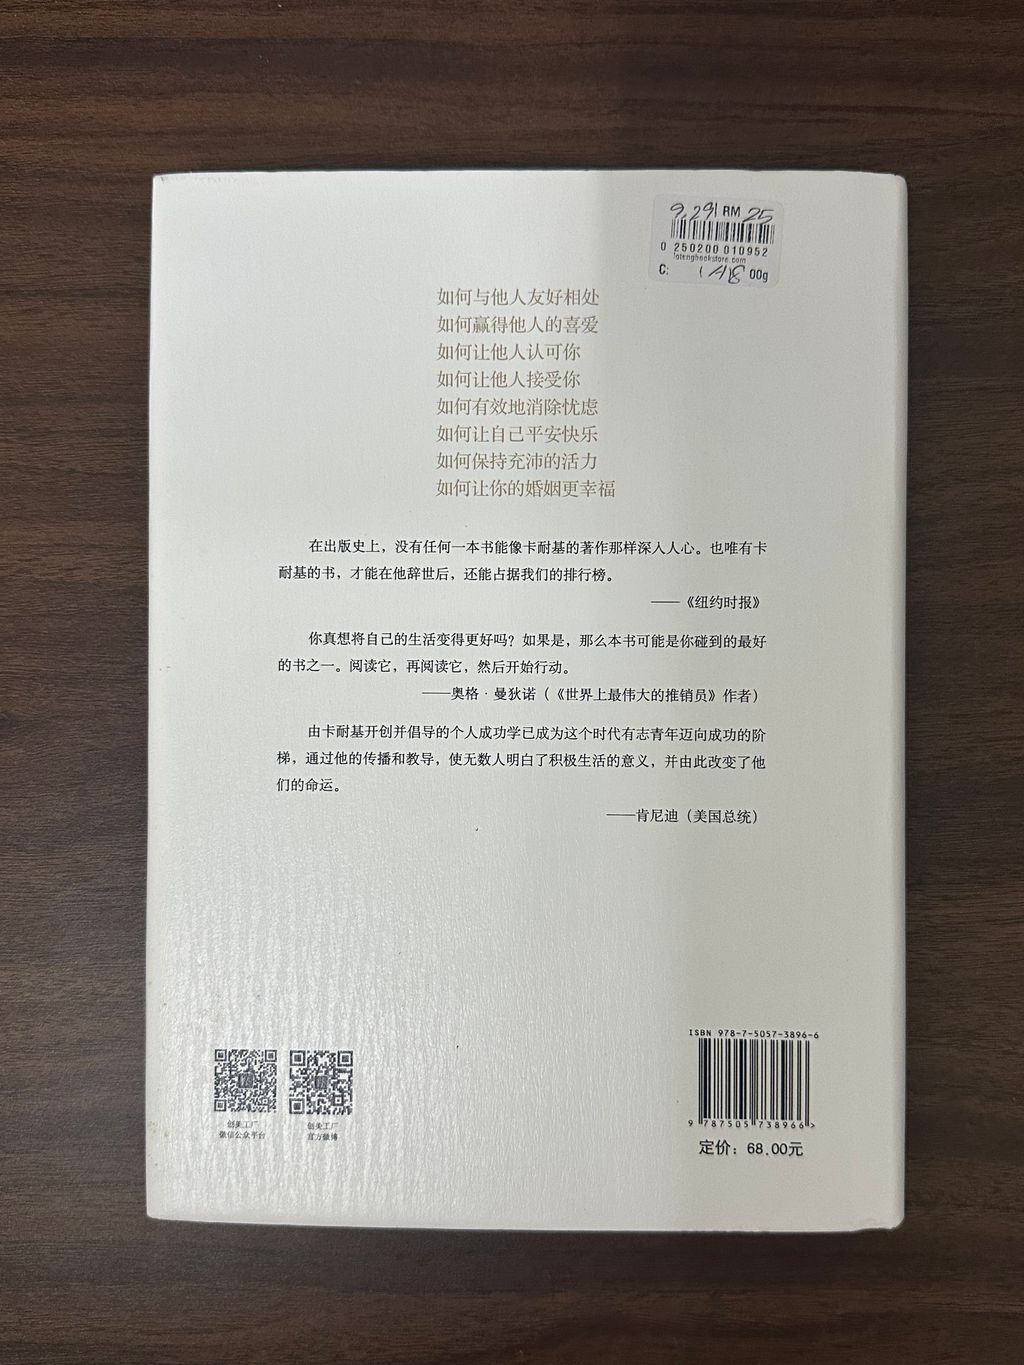 RM 25
0 250200 010952
C:
00g
如何与他人友好相处
如何赢得他人的喜爱
如何让他人认可你
如何让他人接受你
如何有效地消除忧虑
如何让自己平安快乐
如何保持充沛的活力
如何让你的婚姻更幸福
在出版史上，没有任何一本书能像卡耐基的著作那样深入人心。也唯有卡
耐基的书，才能在他辞世后，还能占据我们的排行榜。
——《纽约时报》
你真想将自己的生活变得更好吗？如果是，那么本书可能是你碰到的最好
的书之一。阅读它，再阅读它，然后开始行动。
——奥格·曼狄诺（《世界上最伟大的推销员》作者）
由卡耐基开创并倡导的个人成功学已成为这个时代有志青年迈向成功的阶
梯，通过他的传播和教导，使无数人明白了积极生活的意义，并由此改变了他
们的命运。
——肯尼迪（美国总统）
ISBN 978-7-5057-3896-6
9 787505 738966 >
定价：68.00元
创美工厂
微信公众平台
创美工厂
官方微博